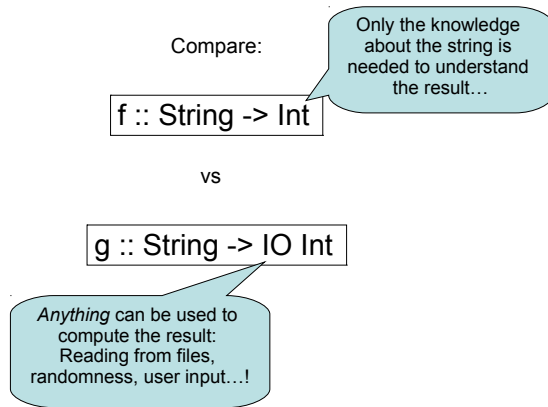 Compare:
Only the knowledge
about the string is
needed to understand
the result…
f :: String -> Int
vs
g :: String -> IO Int
Anything can be used to
compute the result:
Reading from files,
randomness, user input…!